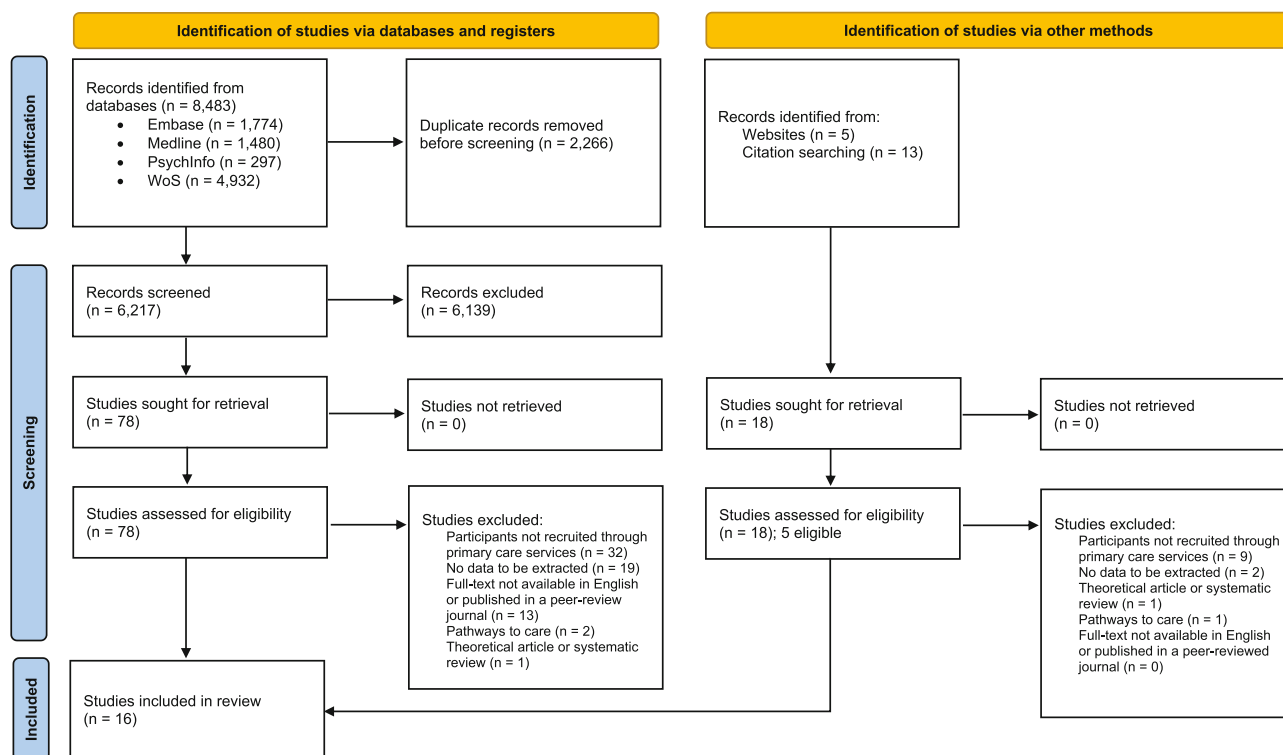 Identification of studies via databases and registers
Identification of studies via other methods
Identification
Records identified from
databases (n = 8,483)
• Embase (n = 1,774)
• Medline (n = 1,480)
• PsychInfo (n = 297)
• WoS (n = 4,932)
Duplicate records removed
before screening (n = 2,266)
Records identified from:
Websites (n = 5)
Citation searching (n = 13)
Screening
Records screened
(n = 6,217)
Records excluded
(n = 6,139)
Studies sought for retrieval
(n = 78)
Studies not retrieved
(n = 0)
Studies sought for retrieval
(n = 18)
Studies not retrieved
(n = 0)
Studies assessed for eligibility
(n = 78)
Studies excluded:
Participants not recruited through
primary care services (n = 32)
No data to be extracted (n = 19)
Full-text not available in English
or published in a peer-review
journal (n = 13)
Pathways to care (n = 2)
Theoretical article or systematic
review (n = 1)
Studies assessed for eligibility
(n = 18); 5 eligible
Studies excluded:
Participants not recruited through
primary care services (n = 9)
No data to be extracted (n = 2)
Theoretical article or systematic
review (n = 1)
Pathways to care (n = 1)
Full-text not available in English
or published in a peer-reviewed
journal (n = 0)
Included
Studies included in review
(n = 16)